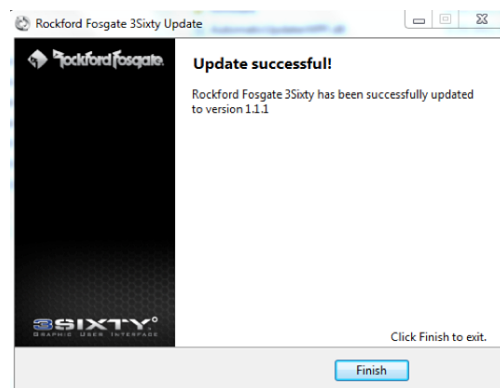 Rockford Fosgate 3Sixty Update
Rockford Fosgate.
Update successful!
Rockford Fosgate 3Sixty has been successfully updated
to version 1.1.1
3SIXTY.°
GRAPHIC USER INTERFACE
Click Finish to exit.
Finish